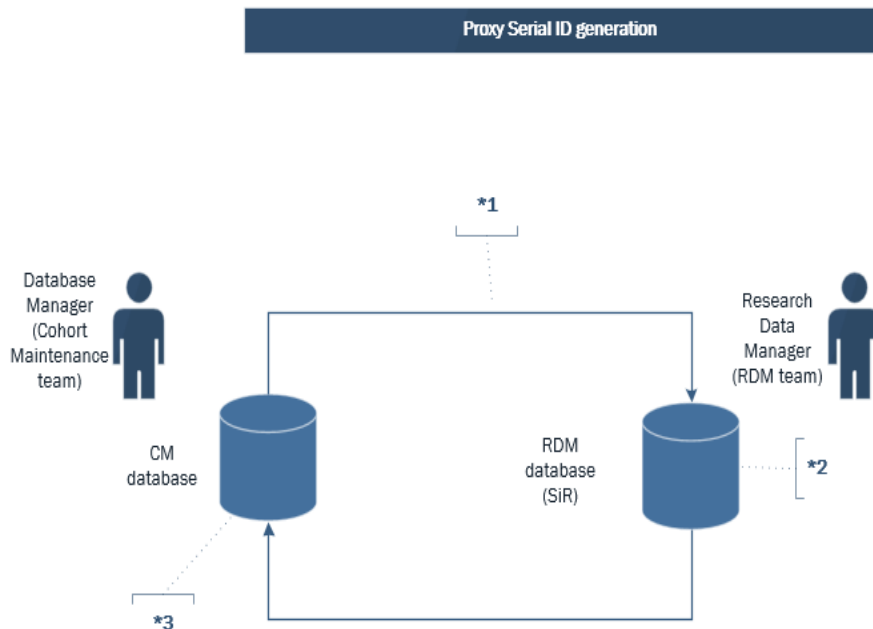 Proxy Serial ID generation
*1
Database
Manager
(Cohort
Maintenance
team)
Research
Data
Manager
(RDM team)
CM
database
RDM
database
(SiR)
*2
*3